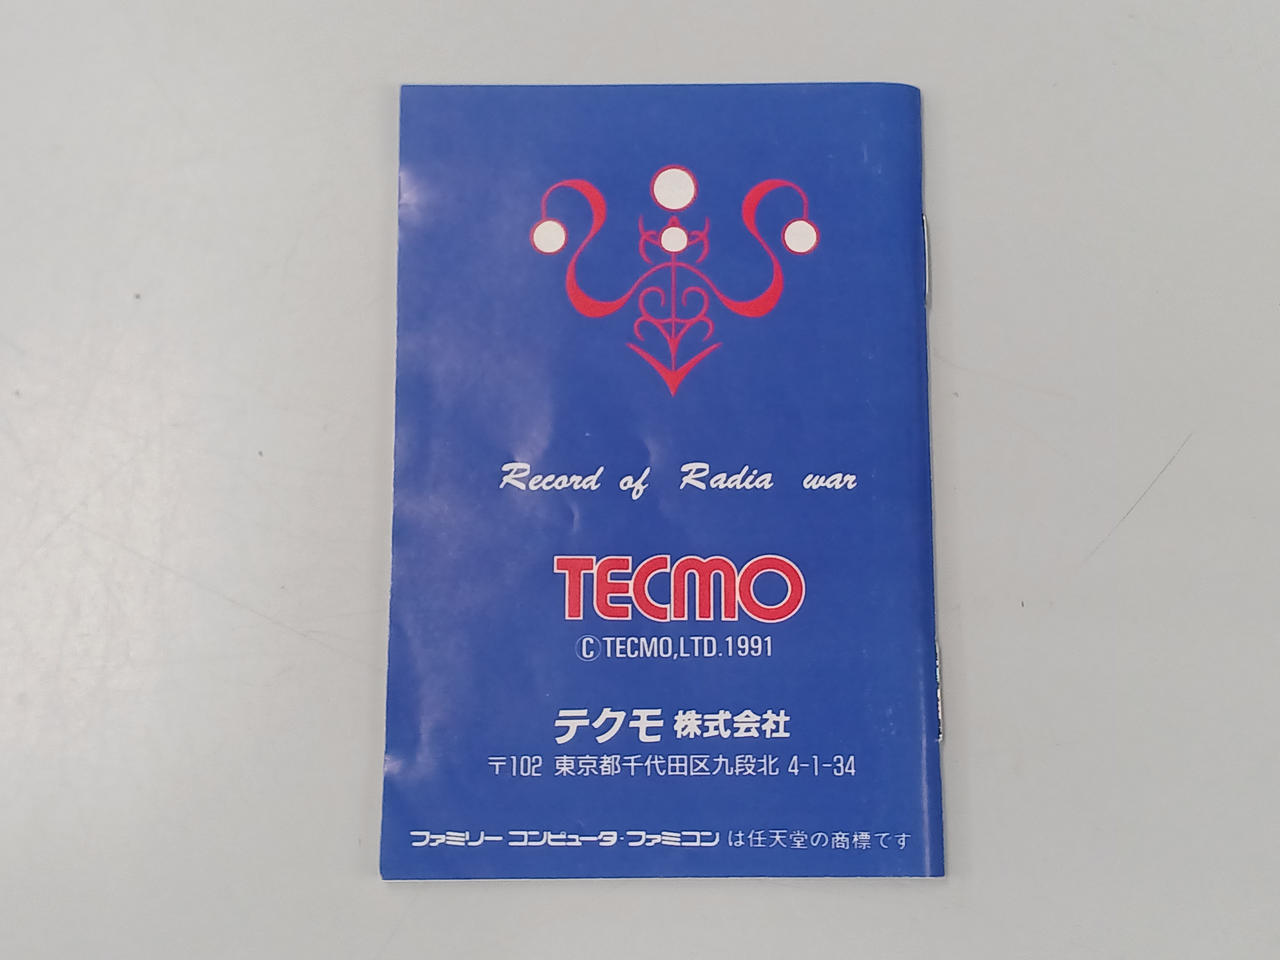 Record of Radia war
TECMO
ⒸTECMO,LTD.1991
テクモ 株式会社
〒102 東京都千代田区九段北 4-1-34
ファミリー コンピュータ・ファミコン は任天堂の商標です